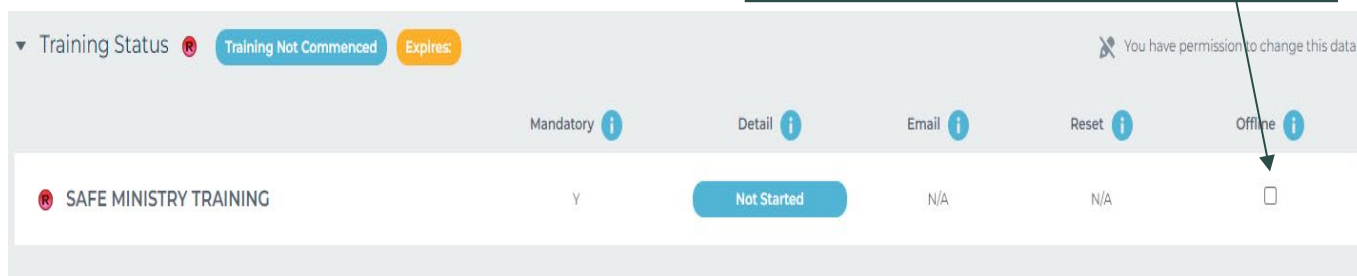 Training Status R Training Not Commenced Expires: You have permission to change this data
Mandatory i Detail i Email i Reset i Offline i
R SAFE MINISTRY TRAINING Y Not Started N/A N/A